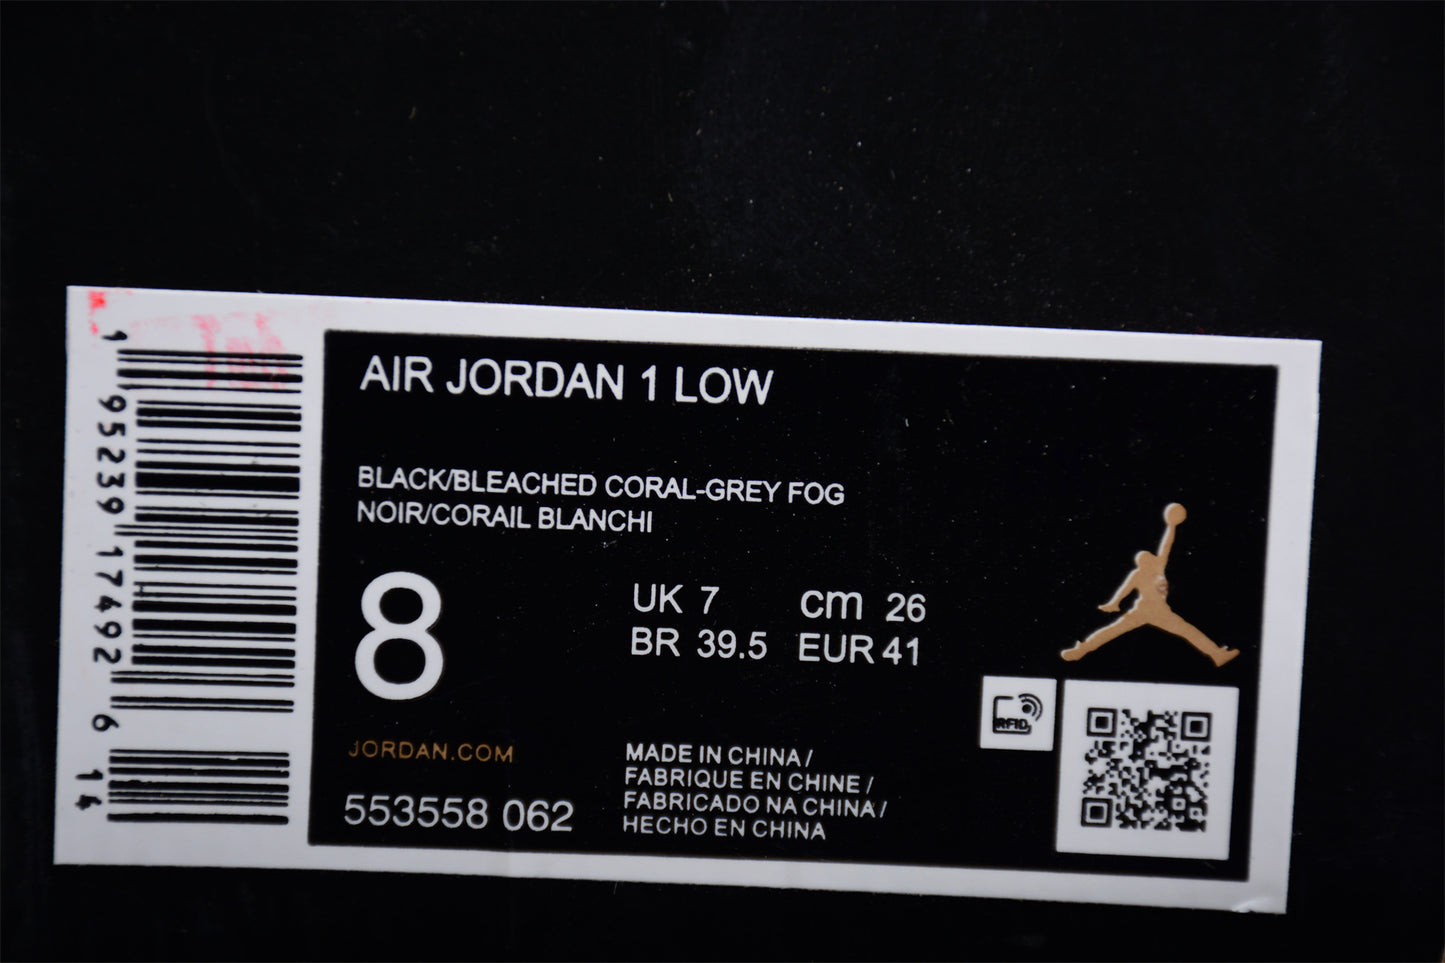 AIR JORDAN 1 LOW
BLACK/BLEACHED CORAL-GREY FOG
NOIR/CORAIL BLANCHI
8
UK 7
cm 26
BR 39.5
EUR 41
RFID
JORDAN.COM
553558 062
MADE IN CHINA /
FABRIQUE EN CHINE /
FABRICADO NA CHINA /
HECHO EN CHINA
1 95239 17492 6
14